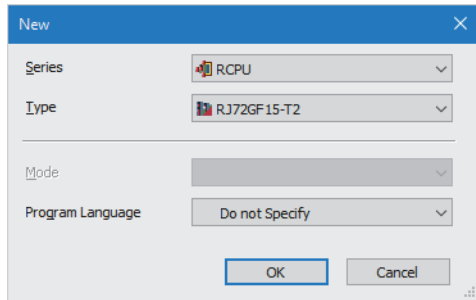 New
Series RCPU
Type RJ72GF15-T2
Mode
Program Language Do not Specify
OK Cancel